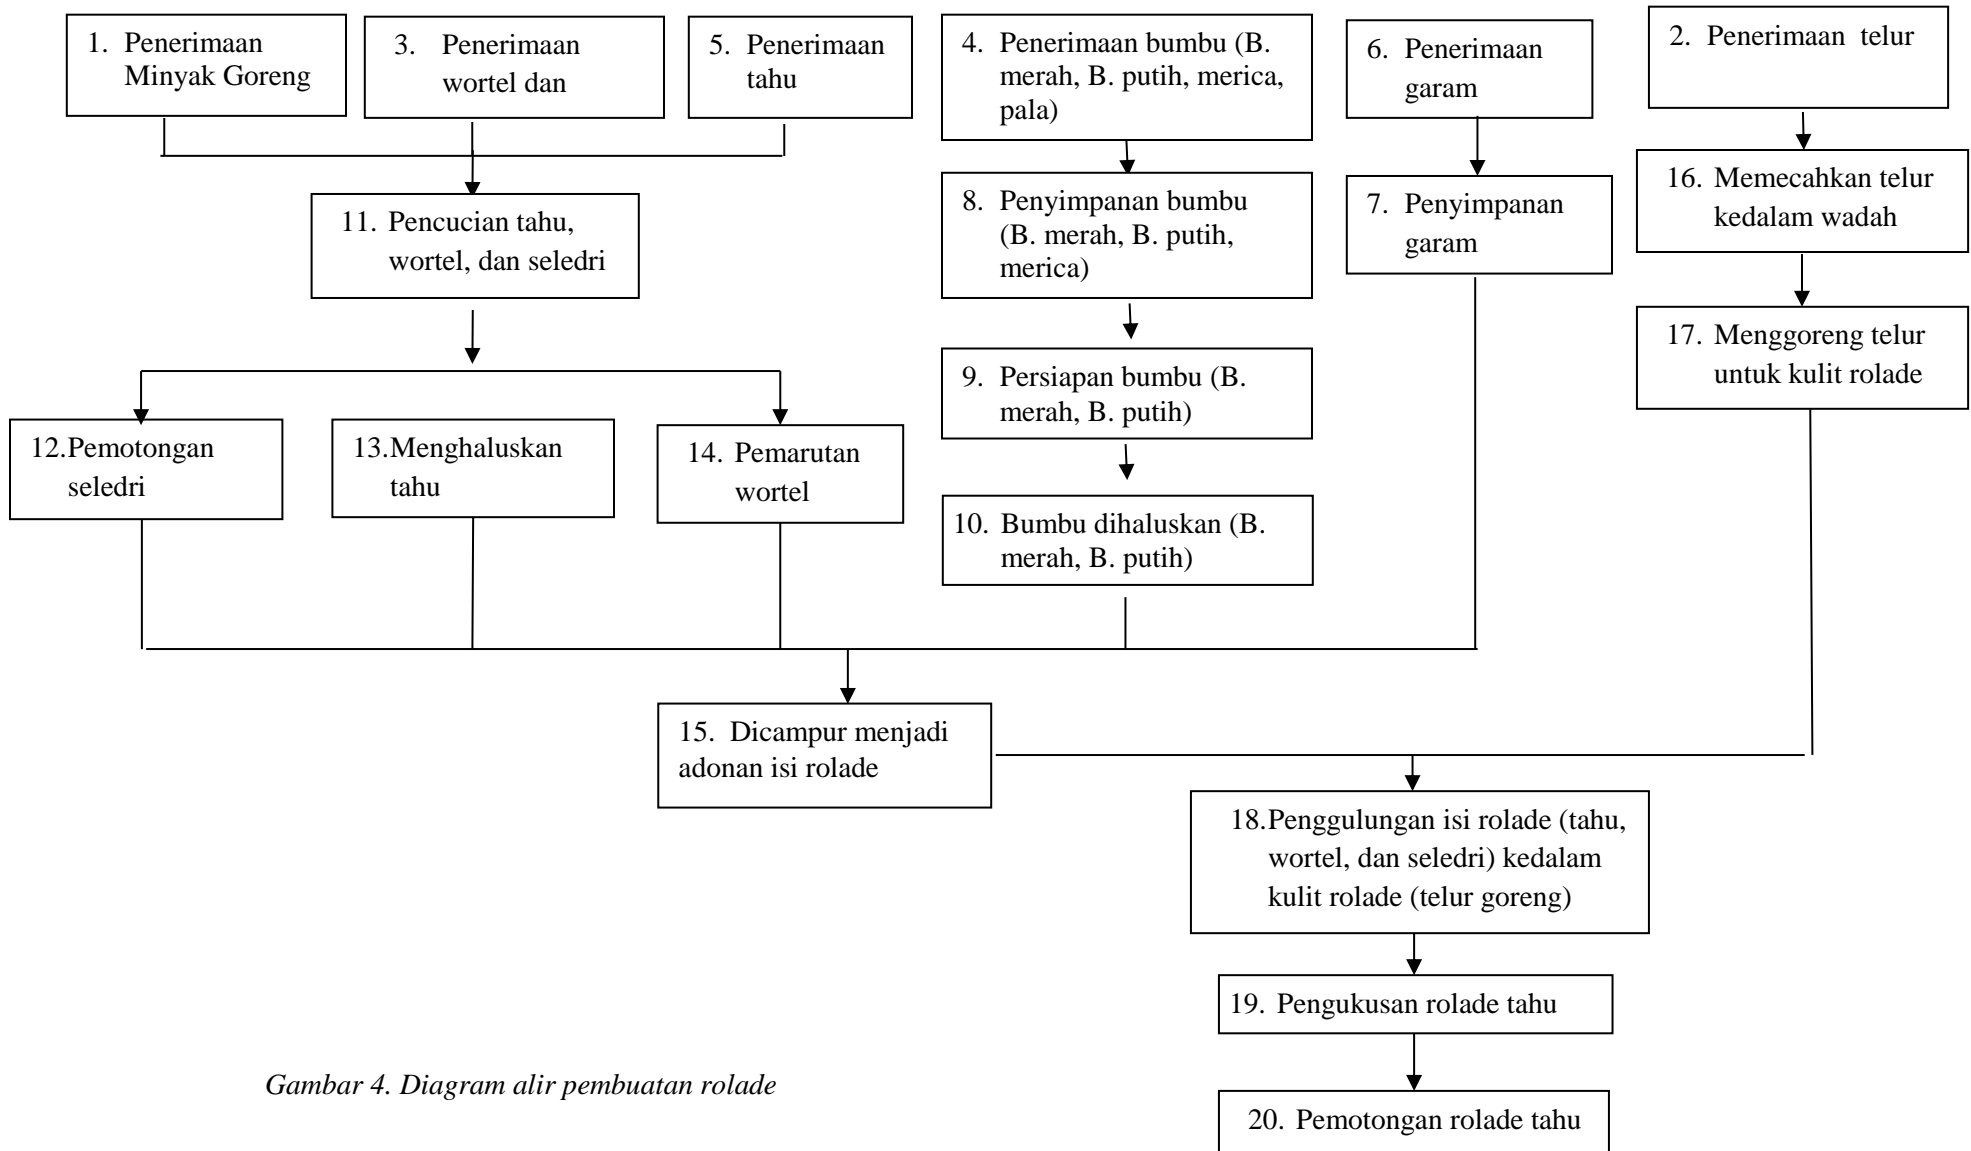 1. Penerimaan
Minyak Goreng
3. Penerimaan
wortel dan
5. Penerimaan
tahu
4. Penerimaan bumbu (B.
merah, B. putih, merica,
pala)
6. Penerimaan
garam
2. Penerimaan telur
11. Pencucian tahu,
wortel, dan seledri
8. Penyimpanan bumbu
(B. merah, B. putih,
merica)
7. Penyimpanan
garam
16. Memecahkan telur
kedalam wadah
9. Persiapan bumbu (B.
merah, B. putih)
17. Menggoreng telur
untuk kulit rolade
12.Pemotongan
seledri
13.Menghaluskan
tahu
14. Pemarutan
wortel
10. Bumbu dihaluskan (B.
merah, B. putih)
15. Dicampur menjadi
adonan isi rolade
18.Penggulungan isi rolade (tahu,
wortel, dan seledri) kedalam
kulit rolade (telur goreng)
19. Pengukusan rolade tahu
Gambar 4. Diagram alir pembuatan rolade
20. Pemotongan rolade tahu